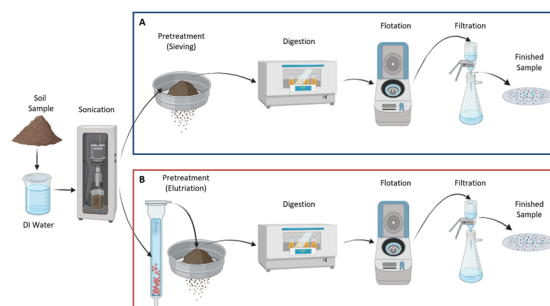 A
Pretreatment
(Sieving)
Digestion
Flotation
Filtration
Finished
Sample
Soil
Sample
Sonication
DI Water
B
Pretreatment
(Elutriation)
Digestion
Flotation
Filtration
Finished
Sample